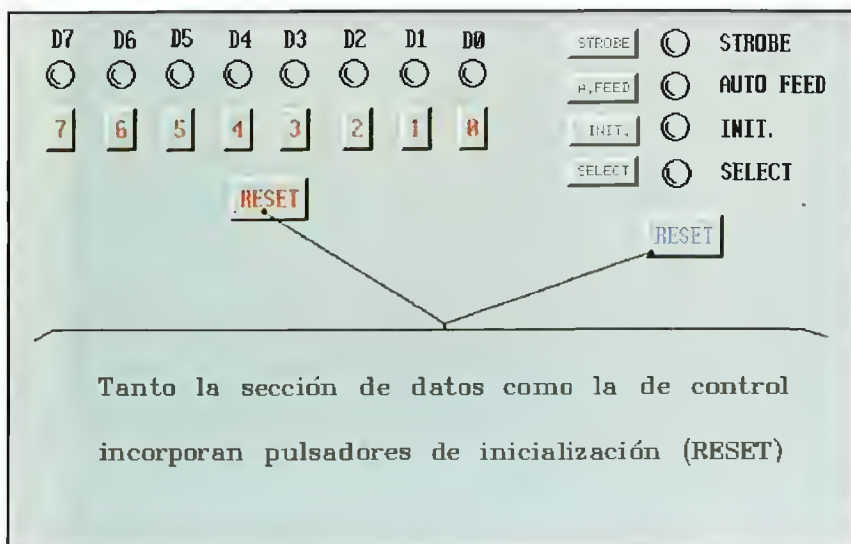 D7 D6 D5 D4 D3 D2 D1 D0
STROBE STROBE
A.FEED AUTO FEED
7 6 5 4 3 2 1 0
INIT. INIT.
SELECT SELECT
RESET
RESET
Tanto la sección de datos como la de control
incorporan pulsadores de inicialización (RESET)